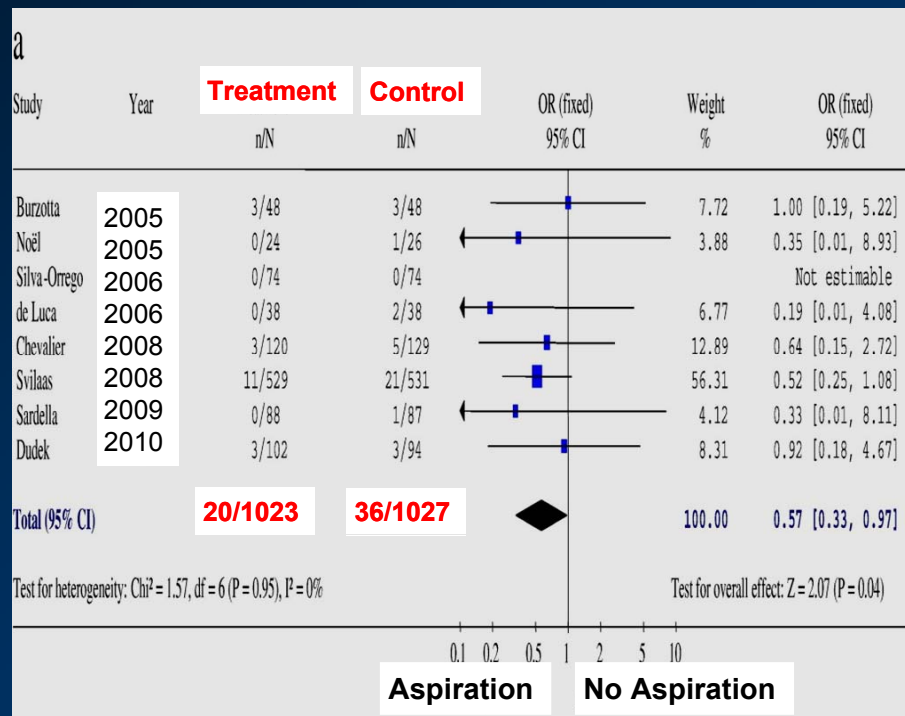 a
Study Year Treatment Control OR (fixed) Weight OR (fixed)
n/N n/N 95% CI % 95% CI
Burzotta 2005 3/48 3/48 7.72 1.00 [0.19, 5.22]
Noël 2005 0/24 1/26 3.88 0.35 [0.01, 8.93]
Silva-Orrego 2006 0/74 0/74 Not estimable
de Luca 2006 0/38 2/38 6.77 0.19 [0.01, 4.08]
Chevalier 2008 3/120 5/129 12.89 0.64 [0.15, 2.72]
Svilaas 2008 11/529 21/531 56.31 0.52 [0.25, 1.08]
Sardella 2009 0/88 1/87 4.12 0.33 [0.01, 8.11]
Dudek 2010 3/102 3/94 8.31 0.92 [0.18, 4.67]
Total (95% CI) 20/1023 36/1027 100.00 0.57 [0.33, 0.97]
Test for heterogeneity: Chi² = 1.57, df = 6 (P = 0.95), I² = 0% Test for overall effect: Z = 2.07 (P = 0.04)
0.1 0.2 0.5 1 2 5 10
Aspiration No Aspiration